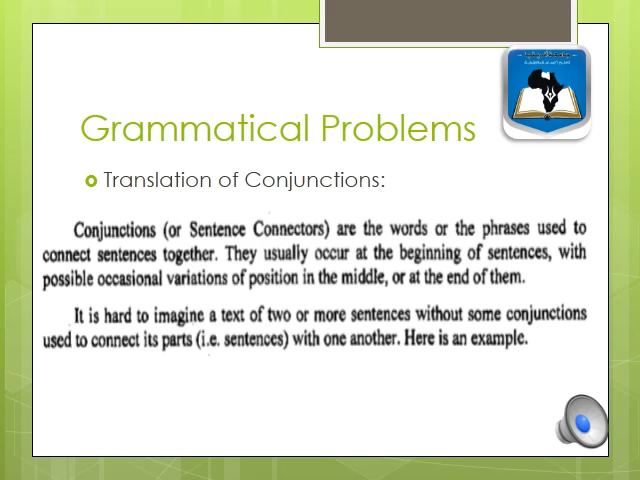 Grammatical Problems
Translation of Conjunctions:
Conjunctions (or Sentence Connectors) are the words or the phrases used to
connect sentences together. They usually occur at the beginning of sentences, with
possible occasional variations of position in the middle, or at the end of them.
It is hard to imagine a text of two or more sentences without some conjunctions
used to connect its parts (i.e. sentences) with one another. Here is an example.